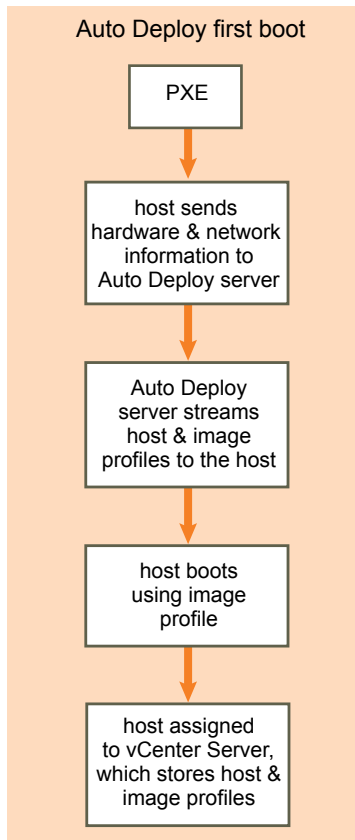 Auto Deploy first boot
PXE
host sends
hardware & network
information to
Auto Deploy server
Auto Deploy
server streams
host & image
profiles to the host
host boots
using image
profile
host assigned
to vCenter Server,
which stores host &
image profiles